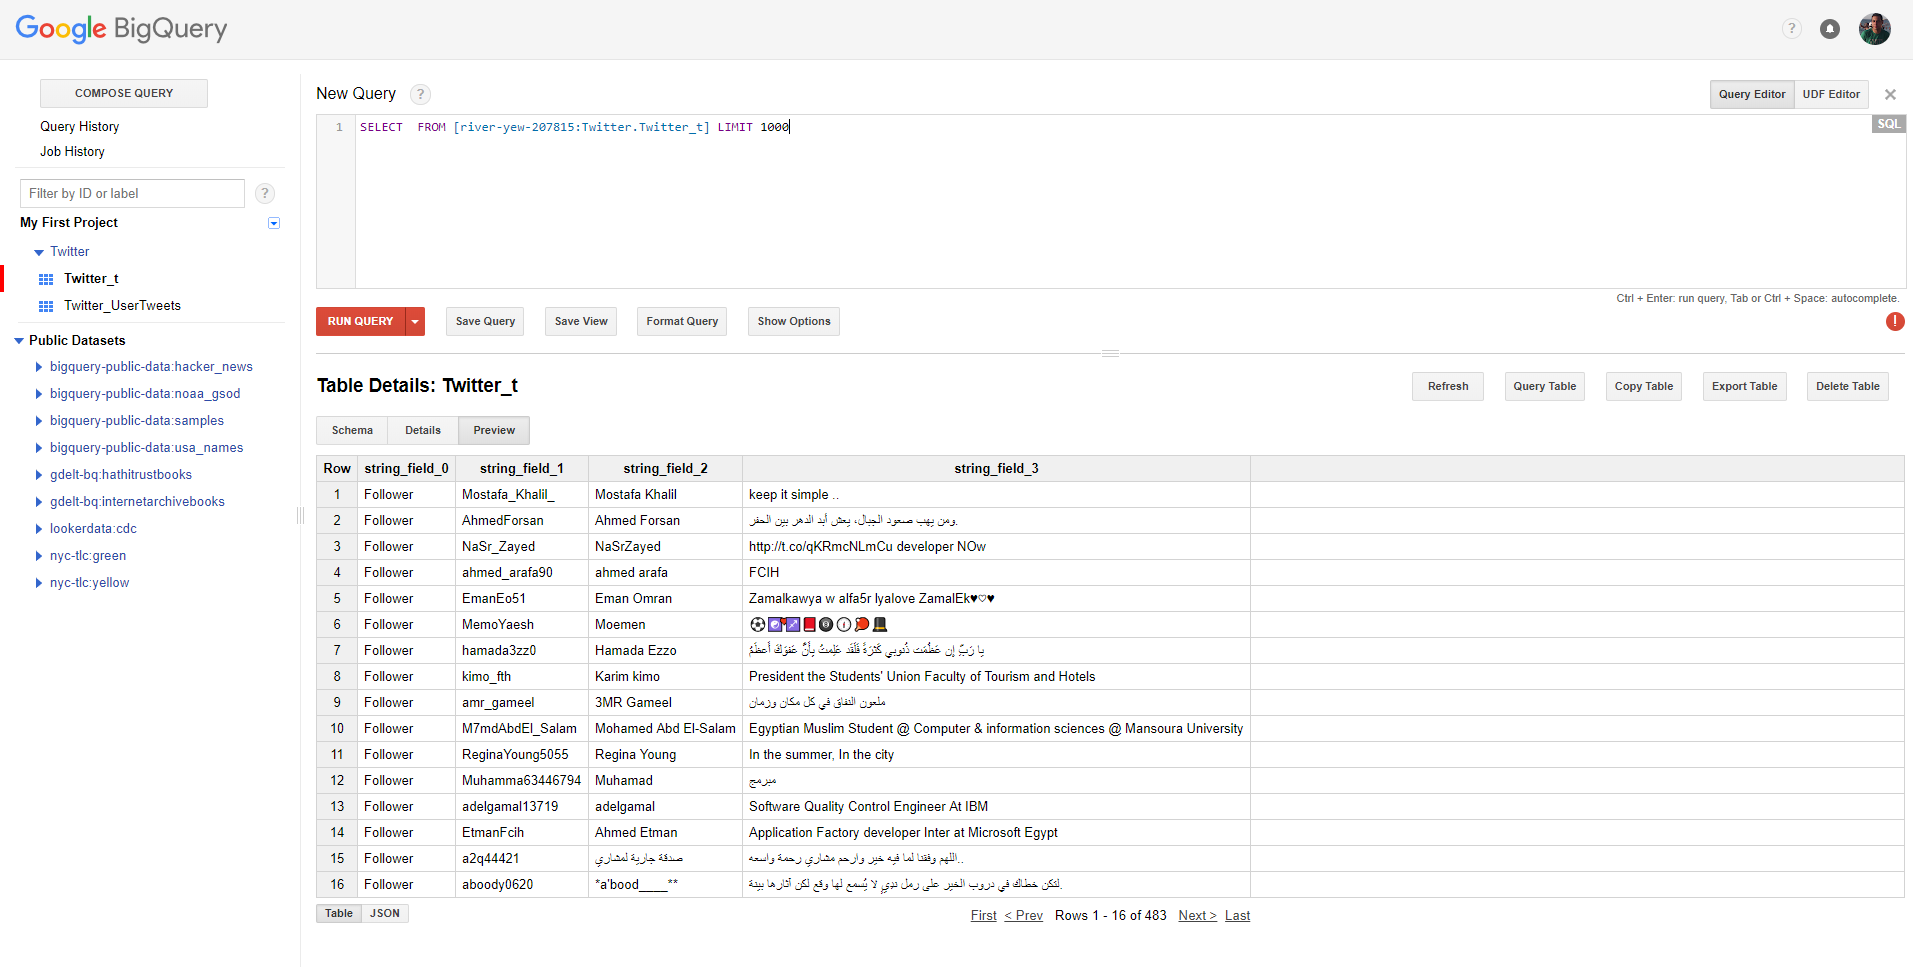 Google BigQuery
?
COMPOSE QUERY
Query History
Job History
Filter by ID or label
?
My First Project
Twitter
Twitter_t
Twitter_UserTweets
Public Datasets
bigquery-public-data:hacker_news
bigquery-public-data:noaa_gsod
bigquery-public-data:samples
bigquery-public-data:usa_names
gdelt-bq:hathitrustbooks
gdelt-bq:internetarchivebooks
lookerdata:cdc
nyc-tlc:green
nyc-tlc:yellow
New Query ?
Query Editor UDF Editor ×
1 SELECT  FROM [river-yew-207815:Twitter.Twitter_t] LIMIT 1000
SQL
Ctrl + Enter: run query, Tab or Ctrl + Space: autocomplete.
RUN QUERY Save Query Save View Format Query Show Options !
Table Details: Twitter_t
Refresh Query Table Copy Table Export Table Delete Table
Schema Details Preview
Row string_field_0 string_field_1 string_field_2 string_field_3
1 Follower Mostafa_Khalil_ Mostafa Khalil keep it simple ..
2 Follower AhmedForsan Ahmed Forsan ومن يهب صعود الجبال، يعش أبد الدهر بين الحفر.
3 Follower NaSr_Zayed NaSrZayed http://t.co/qKRmcNLmCu developer NOw
4 Follower ahmed_arafa90 ahmed arafa FCIH
5 Follower EmanEo51 Eman Omran Zamalkawya w alfa5r lyalove ZamalEk♥♡♥
6 Follower MemoYaesh Moemen
7 Follower hamada3zz0 Hamada Ezzo يا رَبِّ إن عَظُمَت ذُنوبي كَثرَةً فَلَقَد عَلِمتُ بِأَنَّ عَفوَكَ أَعظَمُ
8 Follower kimo_fth Karim kimo President the Students' Union Faculty of Tourism and Hotels
9 Follower amr_gameel 3MR Gameel ملعون النفاق في كل مكان وزمان
10 Follower M7mdAbdEl_Salam Mohamed Abd El-Salam Egyptian Muslim Student @ Computer & information sciences @ Mansoura University
11 Follower ReginaYoung5055 Regina Young In the summer, In the city
12 Follower Muhamma63446794 Muhamad مبرمج
13 Follower adelgamal13719 adelgamal Software Quality Control Engineer At IBM
14 Follower EtmanFcih Ahmed Etman Application Factory developer Inter at Microsoft Egypt
15 Follower a2q44421 صدقة جارية لمشاري اللهم وفقنا لما فيه خير وارحم مشاري رحمة واسعه..
16 Follower aboody0620 *a'bood____** لتكن خطاك في دروب الخير على رمل نديٍ لا يُسمع لها وقع لكن آثارها بينة.
Table JSON
First < Prev Rows 1 - 16 of 483 Next > Last